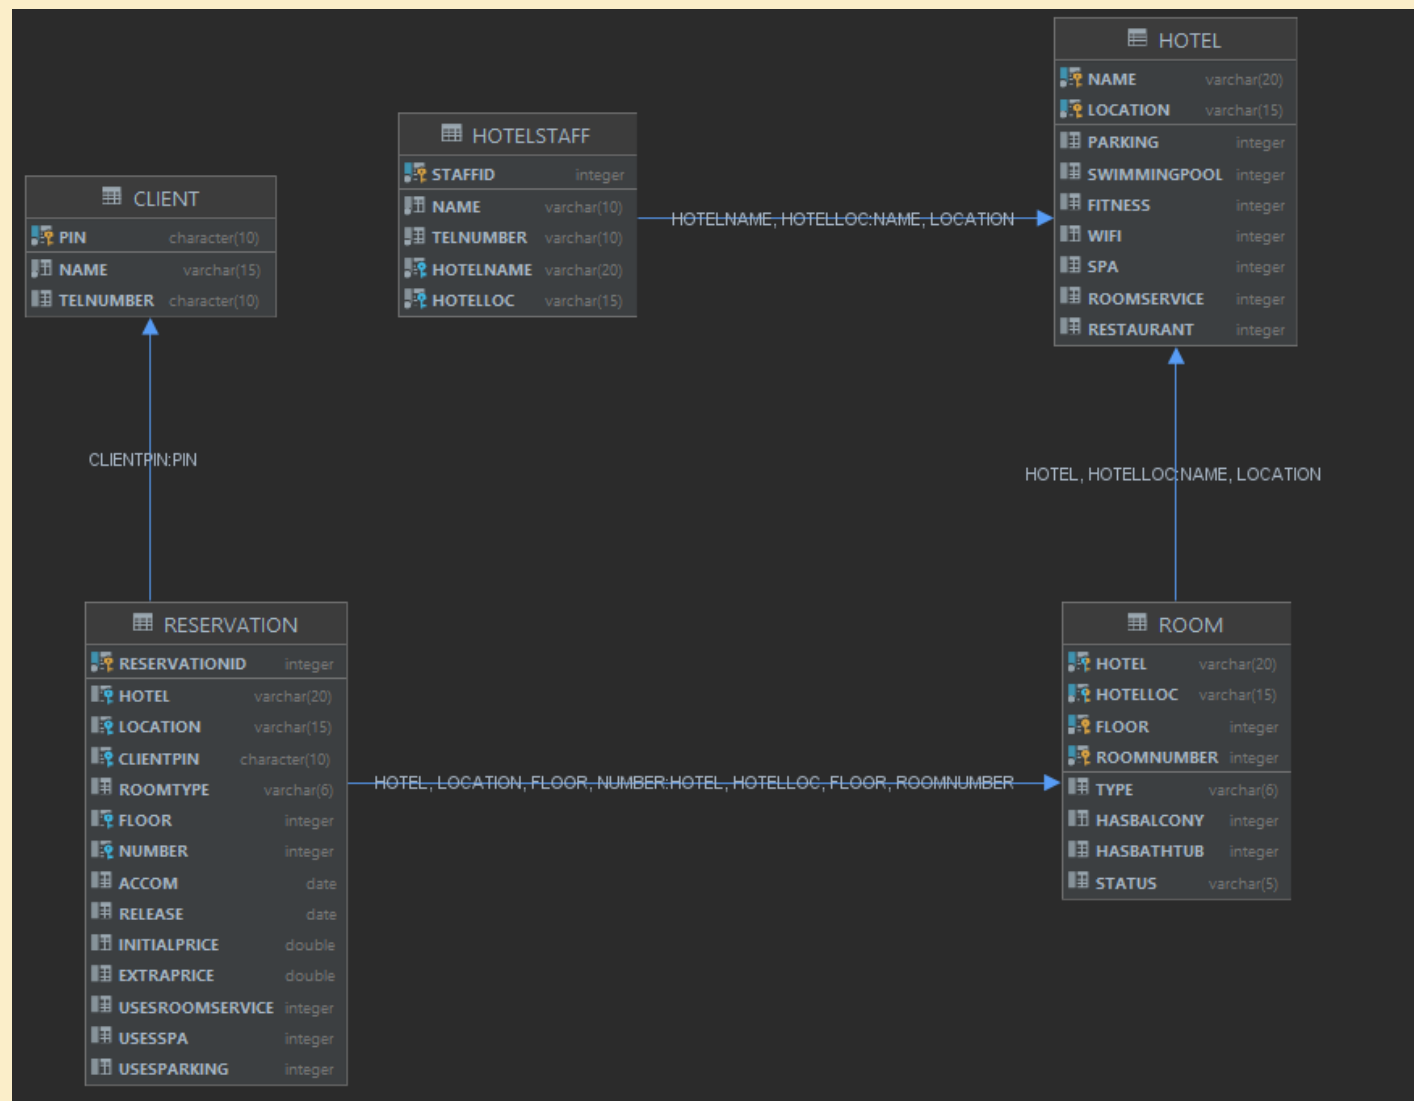 HOTEL
NAME varchar(20)
LOCATION varchar(15)
PARKING integer
SWIMMINGPOOL integer
FITNESS integer
WIFI integer
SPA integer
ROOMSERVICE integer
RESTAURANT integer
HOTELSTAFF
STAFFID integer
NAME varchar(10)
TELNUMBER varchar(10)
HOTELNAME varchar(20)
HOTELLOC varchar(15)
HOTELNAME, HOTELLOC:NAME, LOCATION
CLIENT
PIN character(10)
NAME varchar(15)
TELNUMBER character(10)
CLIENTPIN:PIN
HOTEL, HOTELLOC:NAME, LOCATION
RESERVATION
RESERVATIONID integer
HOTEL varchar(20)
LOCATION varchar(15)
CLIENTPIN character(10)
ROOMTYPE varchar(6)
FLOOR integer
NUMBER integer
ACCOM date
RELEASE date
INITIALPRICE double
EXTRAPRICE double
USESROOMSERVICE integer
USESSPA integer
USESPARKING integer
HOTEL, LOCATION, FLOOR, NUMBER:HOTEL, HOTELLOC, FLOOR, ROOMNUMBER
ROOM
HOTEL varchar(20)
HOTELLOC varchar(15)
FLOOR integer
ROOMNUMBER integer
TYPE varchar(6)
HASBALCONY integer
HASBATHTUB integer
STATUS varchar(5)